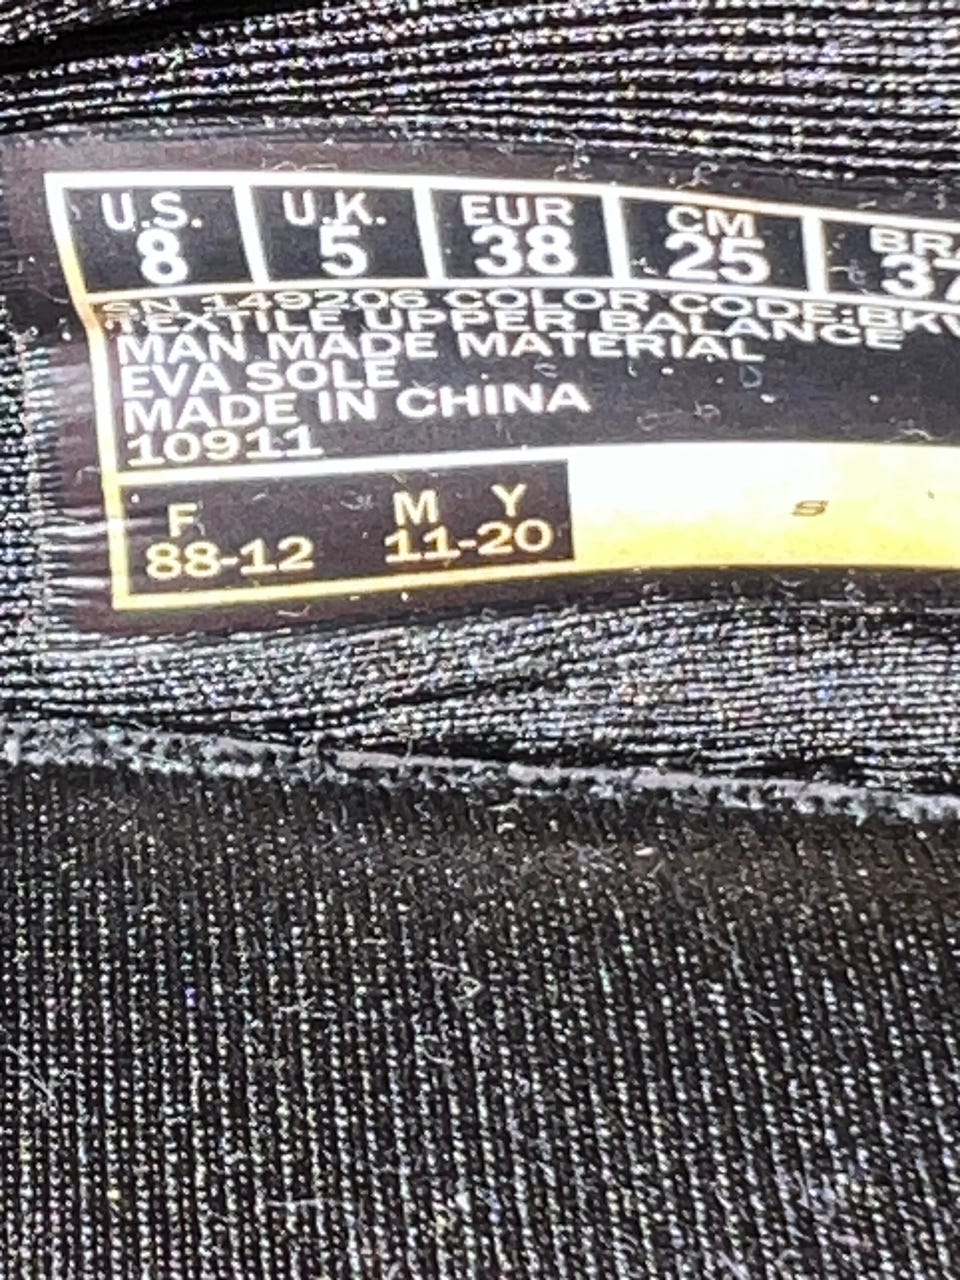 U.S. U.K. EUR CM
8 5 38 25
SN 149206 COLOR CODE:
TEXTILE UPPER BALANCE
MAN MADE MATERIAL
EVA SOLE
MADE IN CHINA
10911
F M Y
88-12 11-20
S